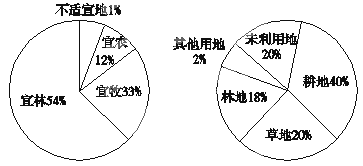 不适宜地1%
宜农
12%
宜牧33%
宜林54%
其他用地
2%
未利用地
20%
耕地40%
林地18%
草地20%